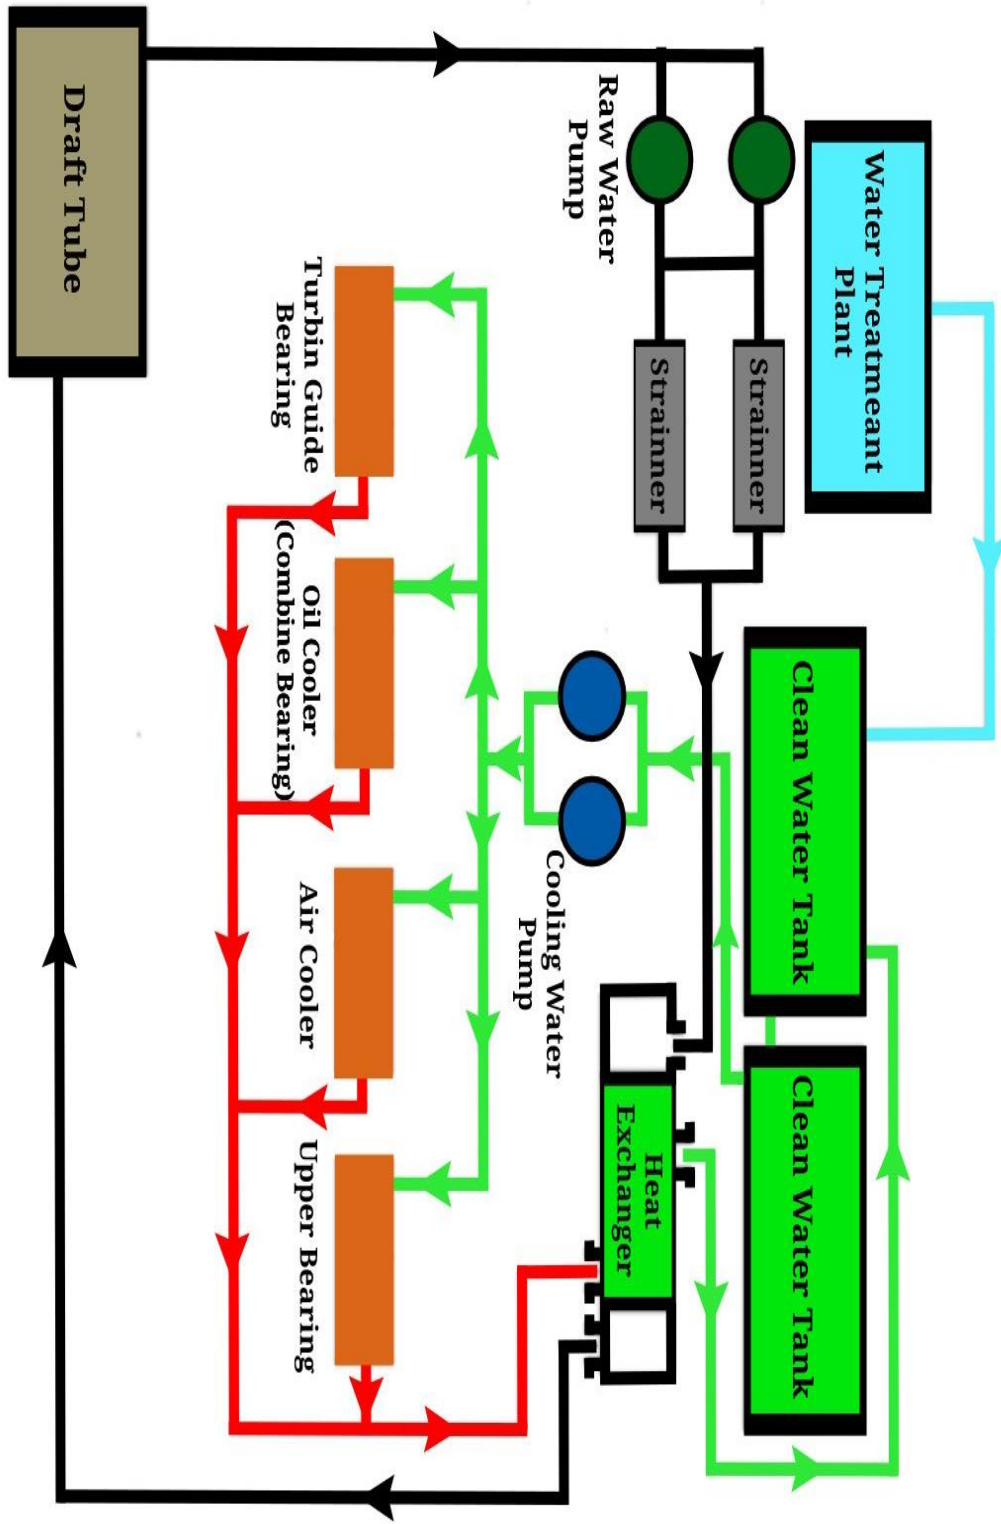 Water Treatmeant
Plant
Clean Water Tank
Clean Water Tank
Strainner
Strainner
Raw Water
Pump
Heat
Exchanger
Cooling Water
Pump
Turbin Guide
Bearing
Oil Cooler
(Combine Bearing)
Air Cooler
Upper Bearing
Draft Tube